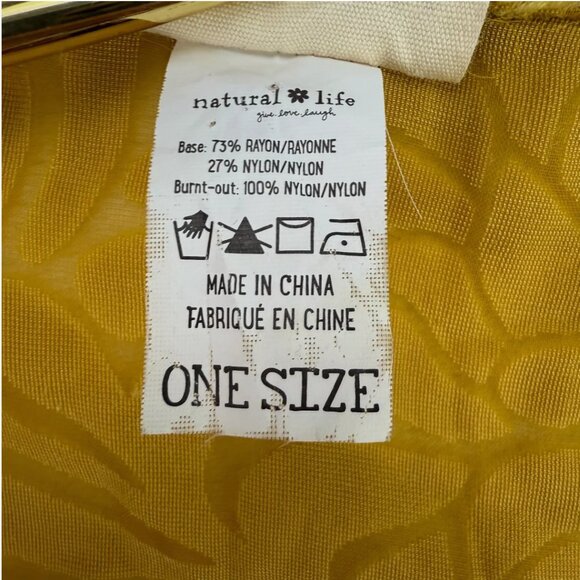 natural life
give. love. laugh
Base: 73% RAYON/RAYONNE
27% NYLON/NYLON
Burnt-out: 100% NYLON/NYLON
MADE IN CHINA
FABRIQUÉ EN CHINE
ONE SIZE